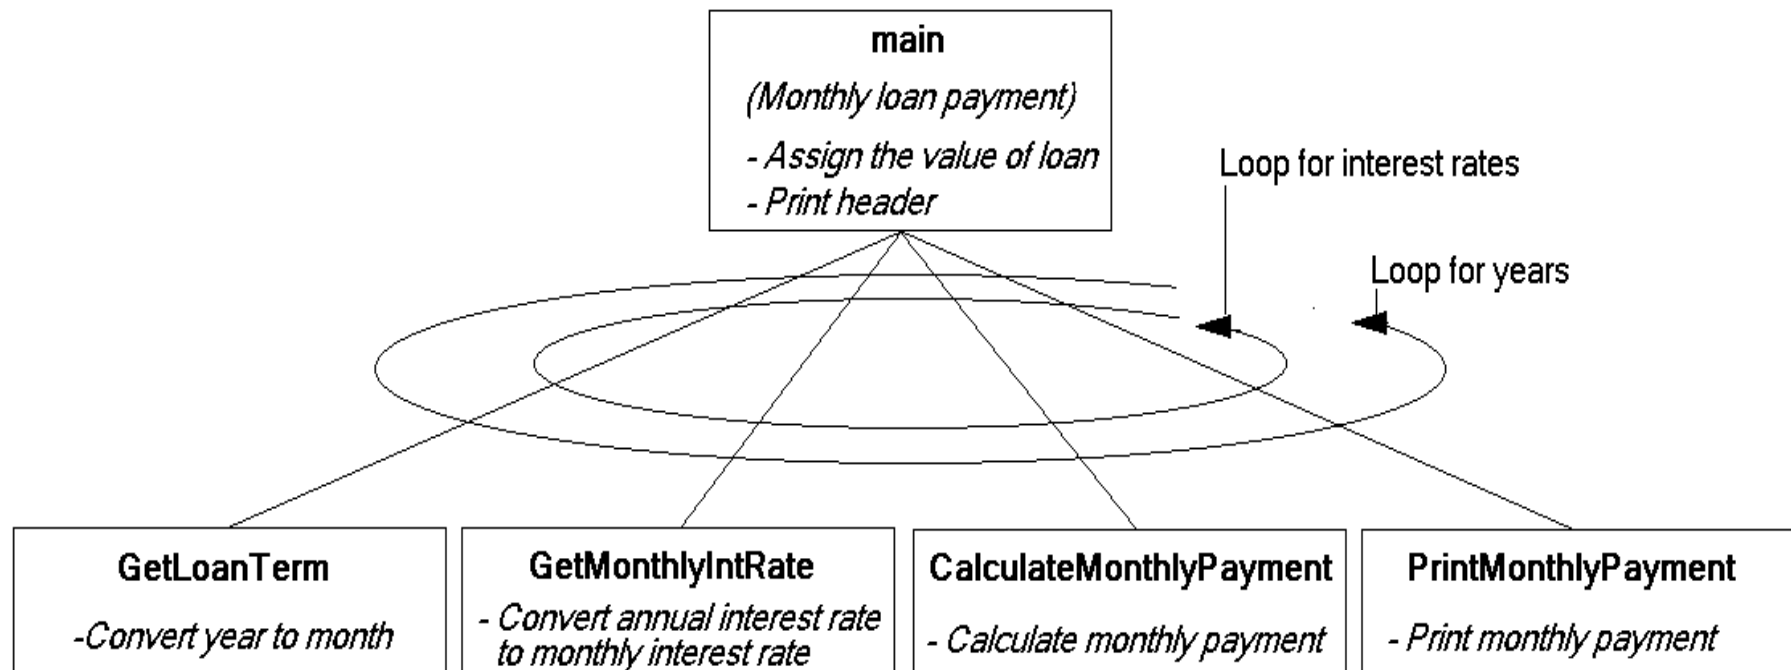 main
(Monthly loan payment)
- Assign the value of loan
- Print header
Loop for interest rates
Loop for years
GetLoanTerm
-Convert year to month
GetMonthlyIntRate
- Convert annual interest rate
to monthly interest rate
CalculateMonthlyPayment
- Calculate monthly payment
PrintMonthlyPayment
- Print monthly payment